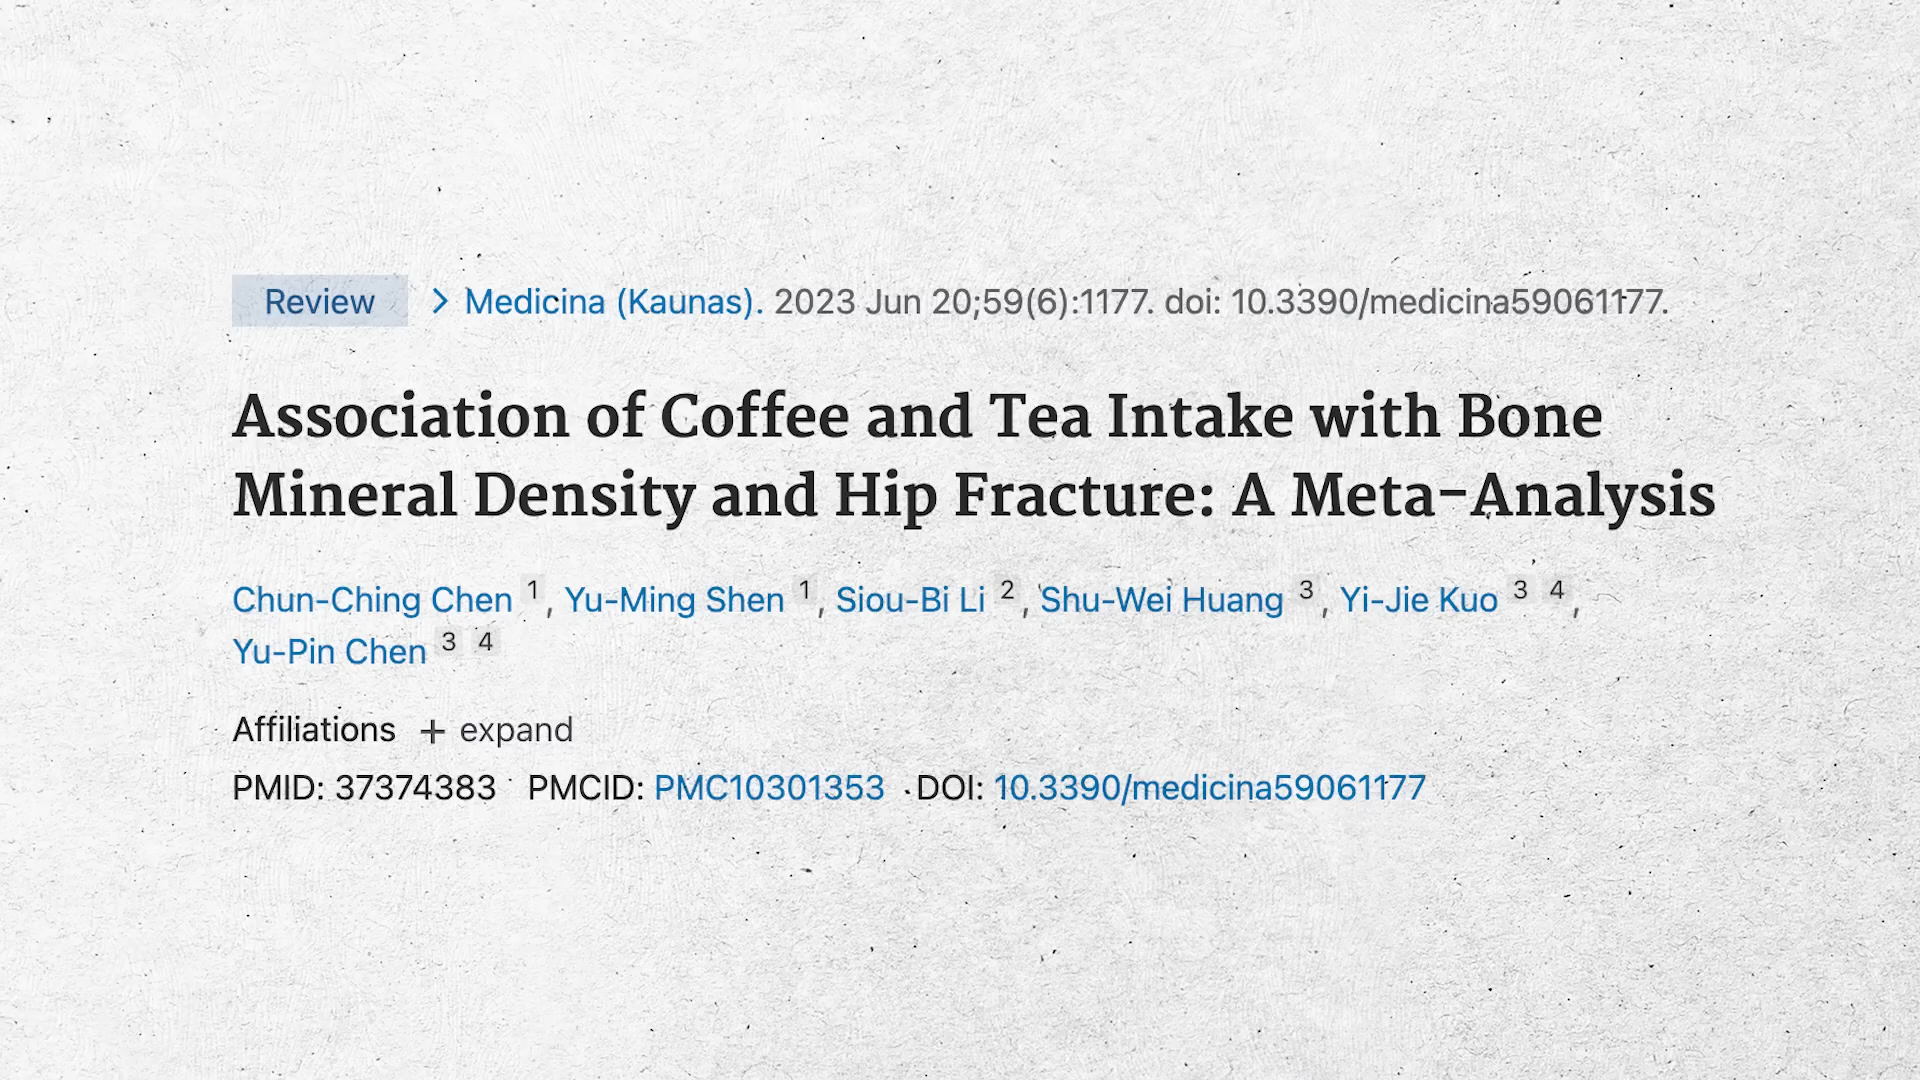 Review > Medicina (Kaunas). 2023 Jun 20;59(6):1177. doi: 10.3390/medicina59061177.
Association of Coffee and Tea Intake with Bone
Mineral Density and Hip Fracture: A Meta-Analysis
Chun-Ching Chen 1, Yu-Ming Shen 1, Siou-Bi Li 2, Shu-Wei Huang 3, Yi-Jie Kuo 3 4,
Yu-Pin Chen 3 4
Affiliations + expand
PMID: 37374383 PMCID: PMC10301353 DOI: 10.3390/medicina59061177